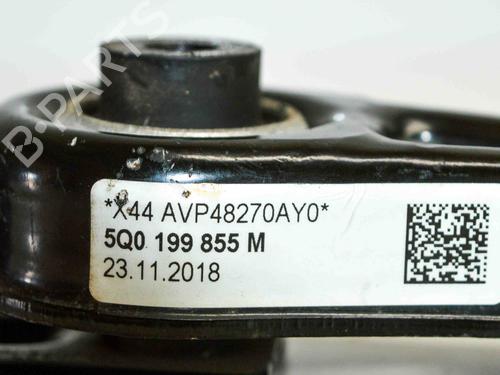 B-PARTS
*X44 AVP48270AY0*
5Q0 199 855 M
23.11.2018